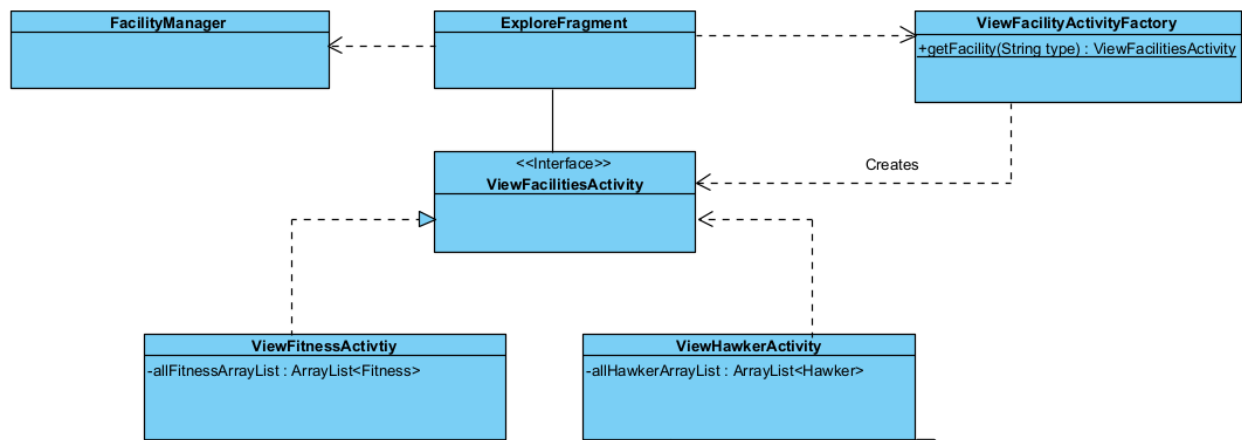 FacilityManager
ExploreFragment
ViewFacilityActivityFactory
+getFacility(String type) : ViewFacilitiesActivity
<<Interface>>
ViewFacilitiesActivity
Creates
ViewFitnessActivtiy
-allFitnessArrayList : ArrayList<Fitness>
ViewHawkerActivity
-allHawkerArrayList : ArrayList<Hawker>